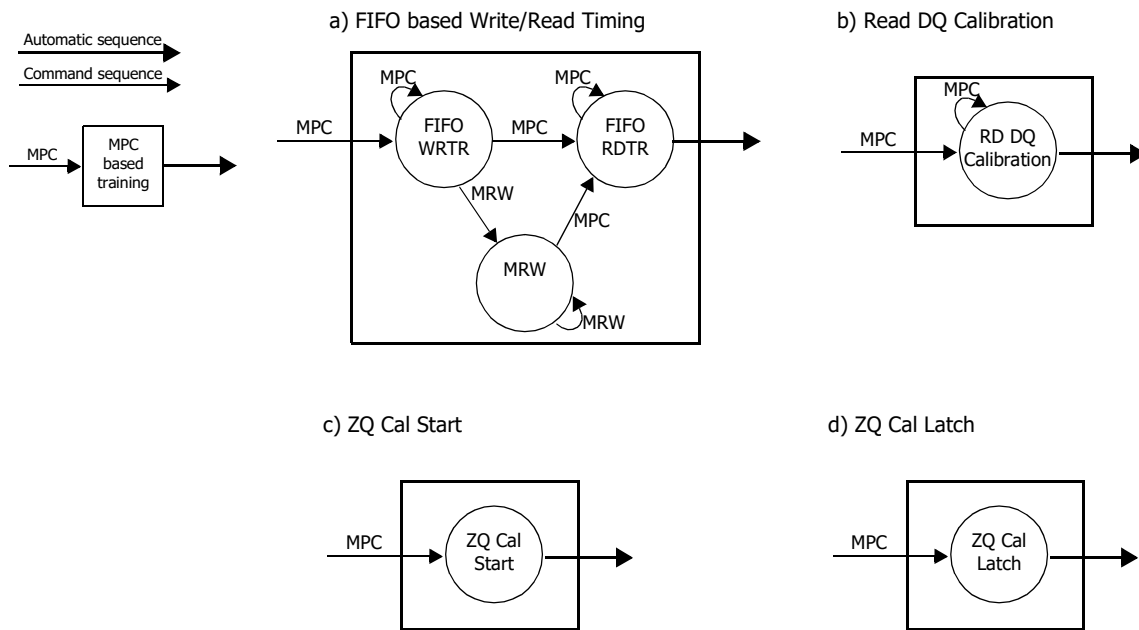 a) FIFO based Write/Read Timing
b) Read DQ Calibration
Automatic sequence
Command sequence
MPC
MPC
based
training
MPC
MPC
FIFO
WRTR
MPC
MPC
FIFO
RDTR
MRW
MPC
MRW
MRW
MPC
MPC
RD DQ
Calibration
c) ZQ Cal Start
d) ZQ Cal Latch
MPC
ZQ Cal
Start
MPC
ZQ Cal
Latch